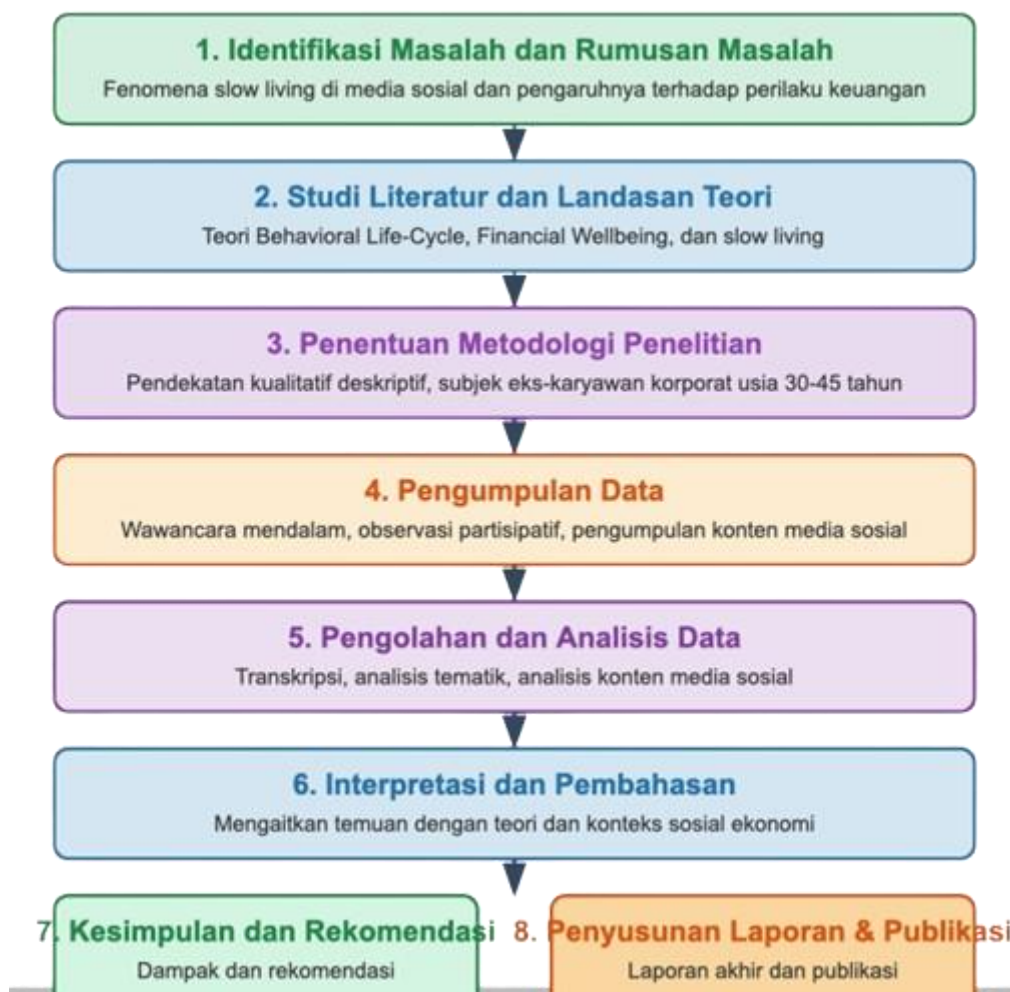 1. Identifikasi Masalah dan Rumusan Masalah
Fenomena slow living di media sosial dan pengaruhnya terhadap perilaku keuangan
2. Studi Literatur dan Landasan Teori
Teori Behavioral Life-Cycle, Financial Wellbeing, dan slow living
3. Penentuan Metodologi Penelitian
Pendekatan kualitatif deskriptif, subjek eks-karyawan korporat usia 30-45 tahun
4. Pengumpulan Data
Wawancara mendalam, observasi partisipatif, pengumpulan konten media sosial
5. Pengolahan dan Analisis Data
Transkripsi, analisis tematik, analisis konten media sosial
6. Interpretasi dan Pembahasan
Mengaitkan temuan dengan teori dan konteks sosial ekonomi
7. Kesimpulan dan Rekomendasi
Dampak dan rekomendasi
8. Penyusunan Laporan & Publikasi
Laporan akhir dan publikasi